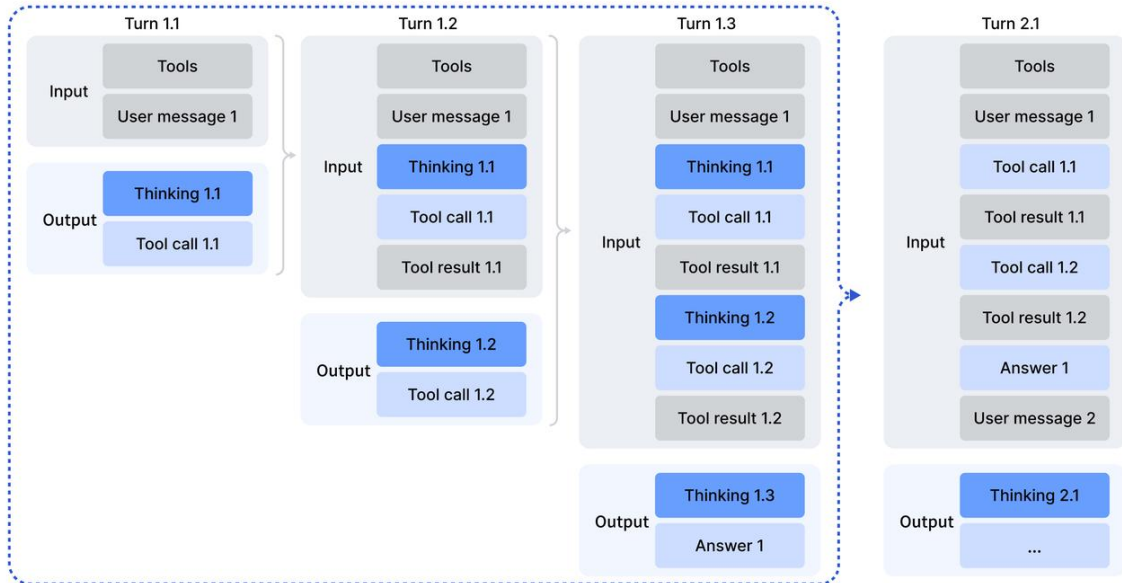 Turn 1.1
Input
Tools
User message 1
Output
Thinking 1.1
Tool call 1.1
Turn 1.2
Input
Tools
User message 1
Thinking 1.1
Tool call 1.1
Tool result 1.1
Output
Thinking 1.2
Tool call 1.2
Turn 1.3
Input
Tools
User message 1
Thinking 1.1
Tool call 1.1
Tool result 1.1
Thinking 1.2
Tool call 1.2
Tool result 1.2
Output
Thinking 1.3
Answer 1
Turn 2.1
Input
Tools
User message 1
Tool call 1.1
Tool result 1.1
Tool call 1.2
Tool result 1.2
Answer 1
User message 2
Output
Thinking 2.1
...